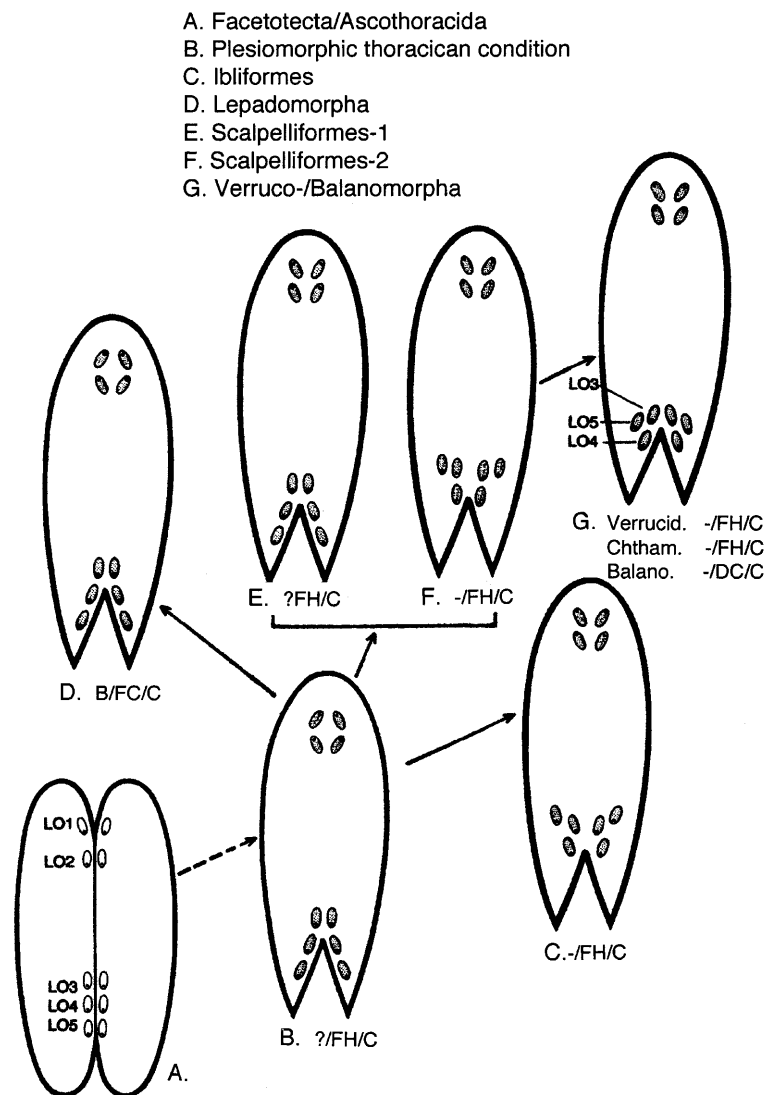 A. Facetotecta/Ascothoracida
B. Plesiomorphic thoracican condition
C. Ibliformes
D. Lepadomorpha
E. Scalpelliformes-1
F. Scalpelliformes-2
G. Verruco-/Balanomorpha
LO3
LO5
LO4
G. Verrucid. -/FH/C
Chtham. -/FH/C
Balano. -/DC/C
E. ?FH/C
F. -/FH/C
D. B/FC/C
LO1
LO2
LO3
LO4
LO5
A.
B. ?/FH/C
C.-/FH/C